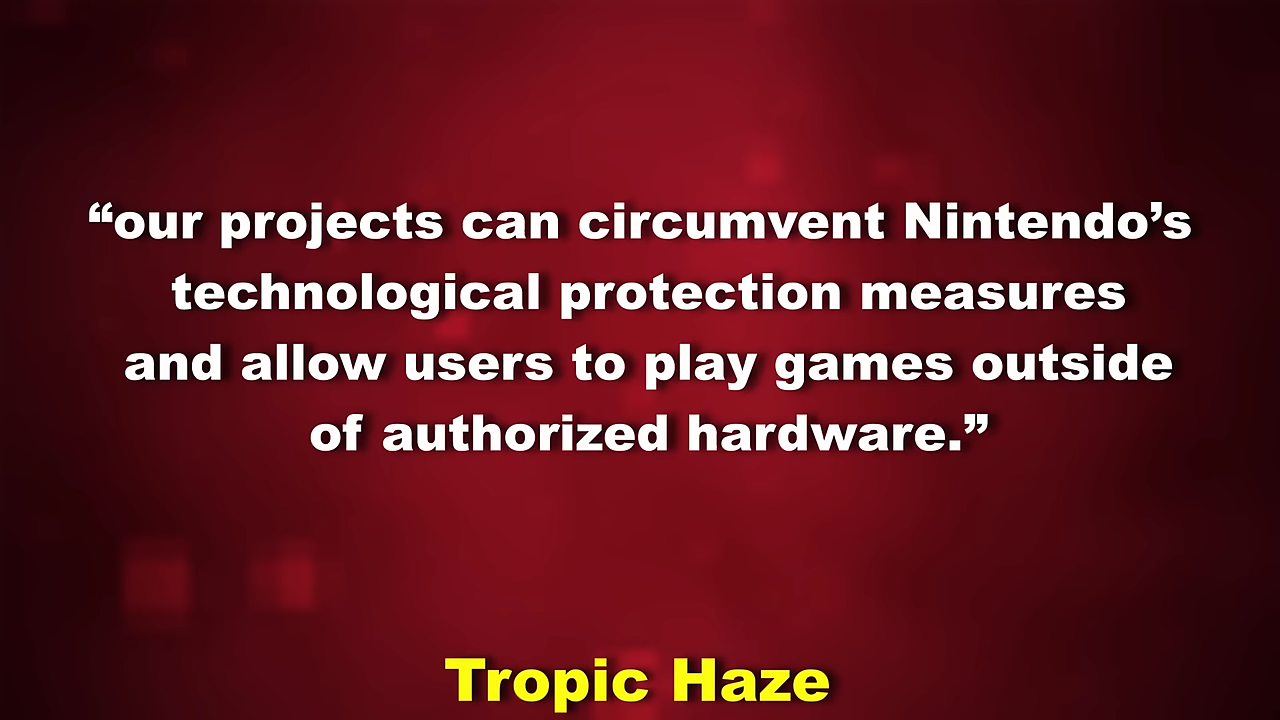 “our projects can circumvent Nintendo’s
technological protection measures
and allow users to play games outside
of authorized hardware.”
Tropic Haze